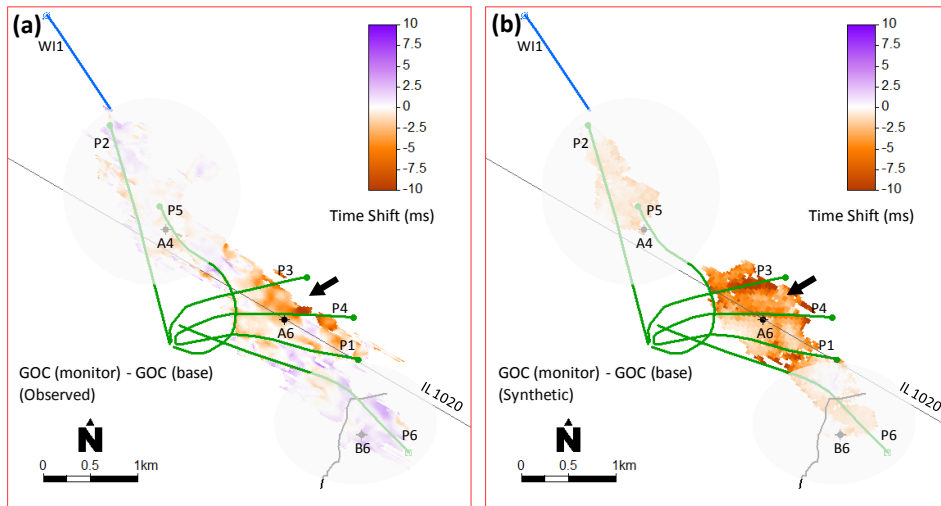 (a)
WI1
P2
P5
A4
P3
P4
A6
P1
P6
B6
IL 1020
10
7.5
5
2.5
0
-2.5
-5
-7.5
-10
Time Shift (ms)
GOC (monitor) - GOC (base)
(Observed)
N
0 0.5 1km
(b)
WI1
P2
P5
A4
P3
P4
A6
P1
P6
B6
IL 1020
10
7.5
5
2.5
0
-2.5
-5
-7.5
-10
Time Shift (ms)
GOC (monitor) - GOC (base)
(Synthetic)
N
0 0.5 1km